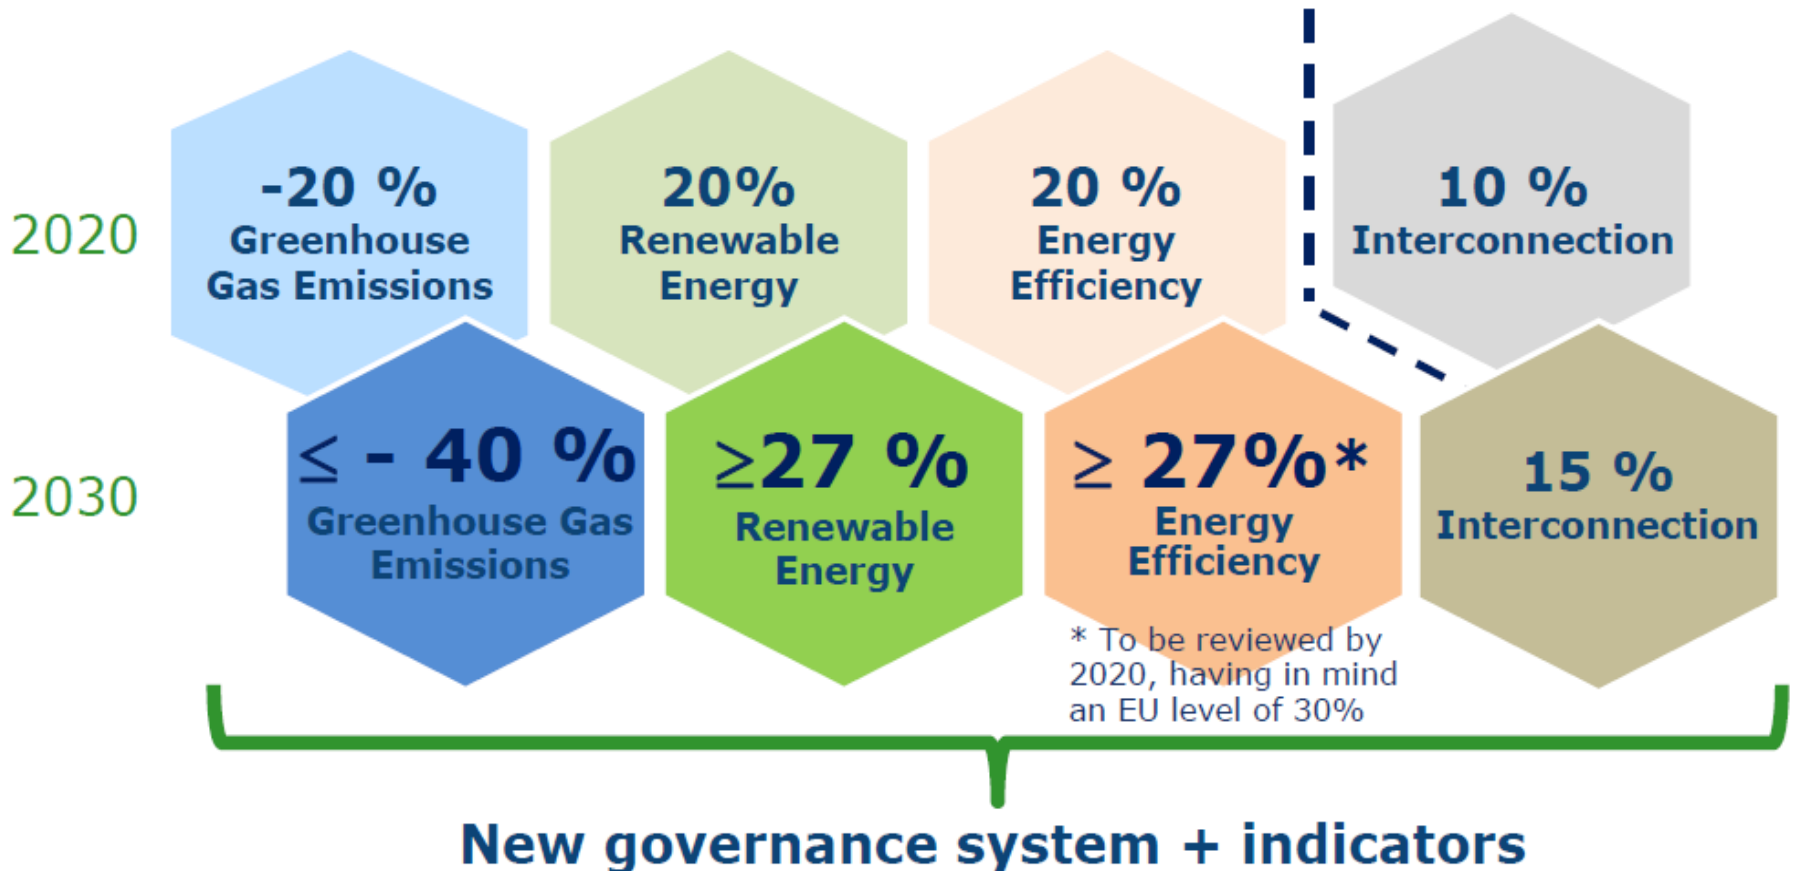 2020
-20 %
Greenhouse
Gas Emissions
20%
Renewable
Energy
20 %
Energy
Efficiency
10 %
Interconnection
2030
≤ - 40 %
Greenhouse Gas
Emissions
≥27 %
Renewable
Energy
≥ 27%*
Energy
Efficiency
* To be reviewed by
2020, having in mind
an EU level of 30%
15 %
Interconnection
New governance system + indicators